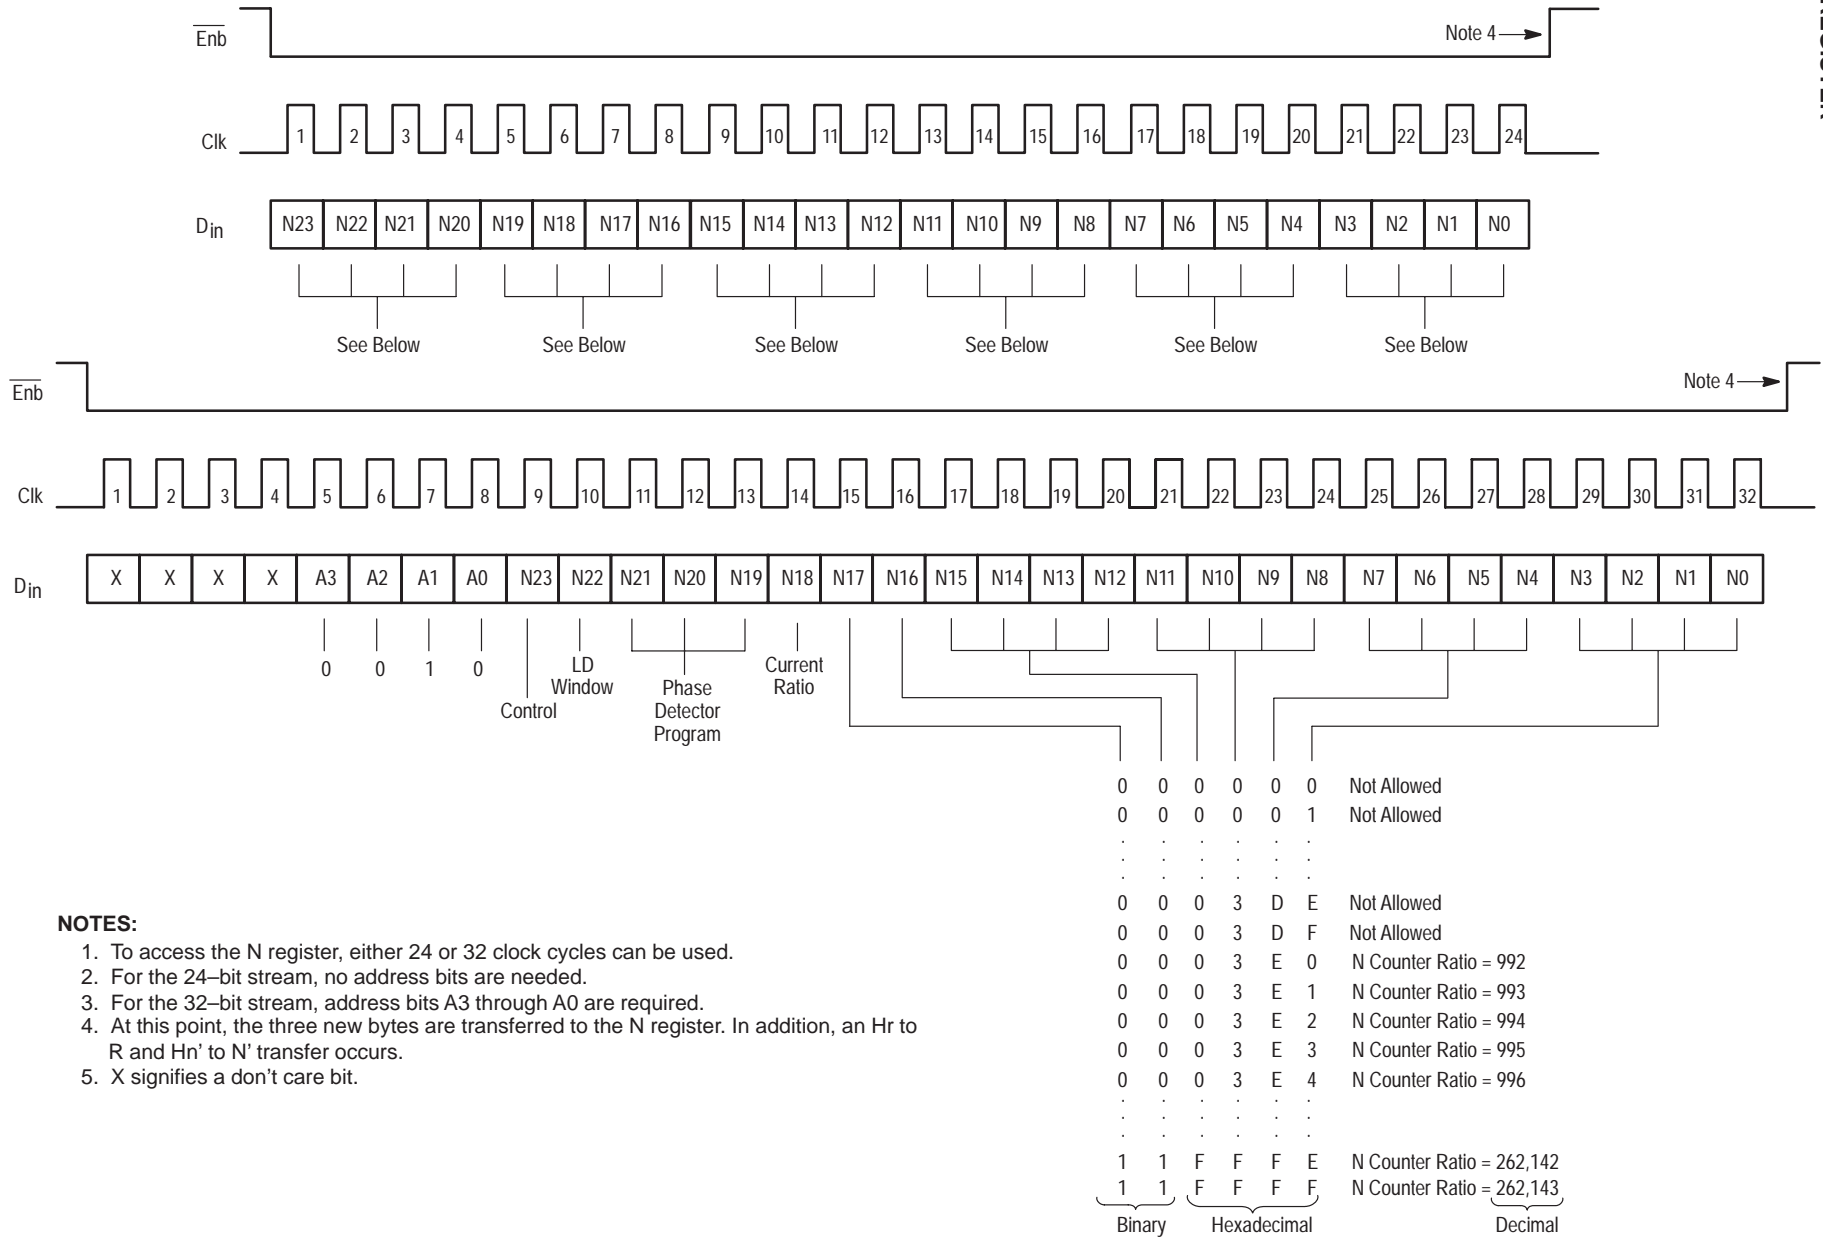 Enb
Note 4
Clk
1 2 3 4 5 6 7 8 9 10 11 12 13 14 15 16 17 18 19 20 21 22 23 24
Din
N23 N22 N21 N20 N19 N18 N17 N16 N15 N14 N13 N12 N11 N10 N9 N8 N7 N6 N5 N4 N3 N2 N1 N0
See Below See Below See Below See Below See Below See Below
Enb
Note 4
Clk
1 2 3 4 5 6 7 8 9 10 11 12 13 14 15 16 17 18 19 20 21 22 23 24 25 26 27 28 29 30 31 32
Din
X X X X A3 A2 A1 A0 N23 N22 N21 N20 N19 N18 N17 N16 N15 N14 N13 N12 N11 N10 N9 N8 N7 N6 N5 N4 N3 N2 N1 N0
0 0 1 0
Control
LD
Window
Phase
Detector
Program
Current
Ratio
0 0 0 0 0 0 Not Allowed
0 0 0 0 0 1 Not Allowed
. . . . . .
. . . . . .
. . . . . .
0 0 0 3 D E Not Allowed
0 0 0 3 D F Not Allowed
0 0 0 3 E 0 N Counter Ratio = 992
0 0 0 3 E 1 N Counter Ratio = 993
0 0 0 3 E 2 N Counter Ratio = 994
0 0 0 3 E 3 N Counter Ratio = 995
0 0 0 3 E 4 N Counter Ratio = 996
. . . . . .
. . . . . .
. . . . . .
1 1 F F F E N Counter Ratio = 262,142
1 1 F F F F N Counter Ratio = 262,143
Binary Hexadecimal Decimal
NOTES:
1. To access the N register, either 24 or 32 clock cycles can be used.
2. For the 24–bit stream, no address bits are needed.
3. For the 32–bit stream, address bits A3 through A0 are required.
4. At this point, the three new bytes are transferred to the N register. In addition, an Hr to
R and Hn’ to N’ transfer occurs.
5. X signifies a don’t care bit.